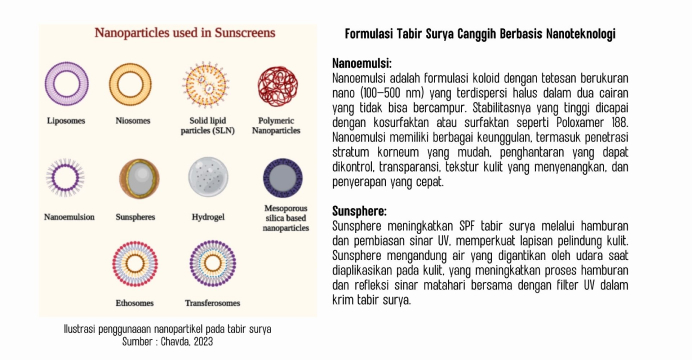 Nanoparticles used in Sunscreens
Liposomes
Niosomes
Solid lipid
particles (SLN)
Polymeric
Nanoparticles
Nanoemulsion
Sunspheres
Hydrogel
Mesoporous
silica based
nanoparticles
Ethosomes
Transferosomes
Ilustrasi penggunaaan nanopartikel pada tabir surya
Sumber : Chavda, 2023
Formulasi Tabir Surya Canggih Berbasis Nanoteknologi
Nanoemulsi:
Nanoemulsi adalah formulasi koloid dengan tetesan berukuran
nano (100–500 nm) yang terdispersi halus dalam dua cairan
yang tidak bisa bercampur. Stabilitasnya yang tinggi dicapai
dengan kosurfaktan atau surfaktan seperti Poloxamer 188.
Nanoemulsi memiliki berbagai keunggulan, termasuk penetrasi
stratum korneum yang mudah, penghantaran yang dapat
dikontrol, transparansi, tekstur kulit yang menyenangkan, dan
penyerapan yang cepat.
Sunsphere:
Sunsphere meningkatkan SPF tabir surya melalui hamburan
dan pembiasan sinar UV, memperkuat lapisan pelindung kulit.
Sunsphere mengandung air yang digantikan oleh udara saat
diaplikasikan pada kulit, yang meningkatkan proses hamburan
dan refleksi sinar matahari bersama dengan filter UV dalam
krim tabir surya.